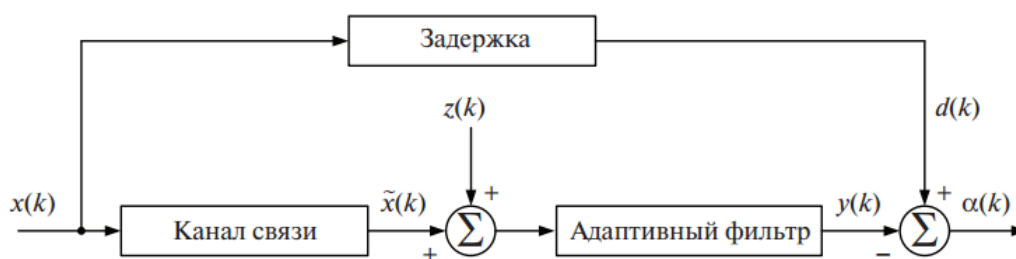 Задержка
z(k)
d(k)
x(k)
Канал связи
x̃(k)
+
+
Σ
Адаптивный фильтр
y(k)
−
+
Σ
α(k)